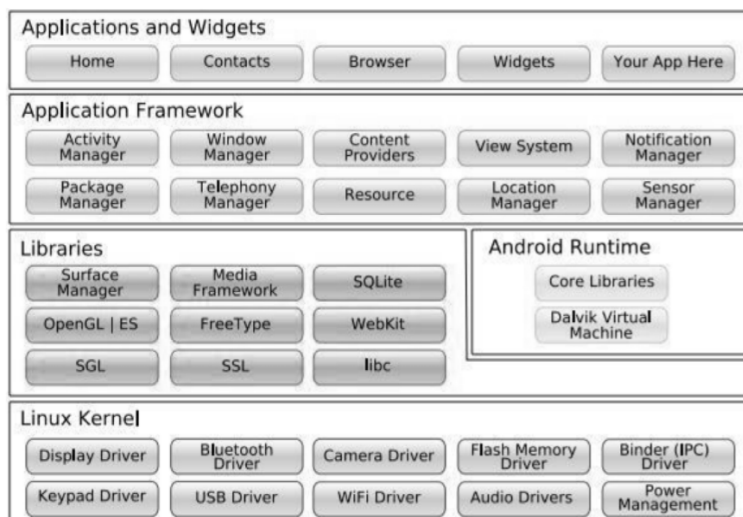 Applications and Widgets
Home Contacts Browser Widgets Your App Here
Application Framework
Activity Manager
Window Manager
Content Providers
View System
Notification Manager
Package Manager
Telephony Manager
Resource
Location Manager
Sensor Manager
Libraries
Surface Manager
Media Framework
SQLite
OpenGL | ES
FreeType
WebKit
SGL
SSL
libc
Android Runtime
Core Libraries
Dalvik Virtual Machine
Linux Kernel
Display Driver
Bluetooth Driver
Camera Driver
Flash Memory Driver
Binder (IPC) Driver
Keypad Driver
USB Driver
WiFi Driver
Audio Drivers
Power Management